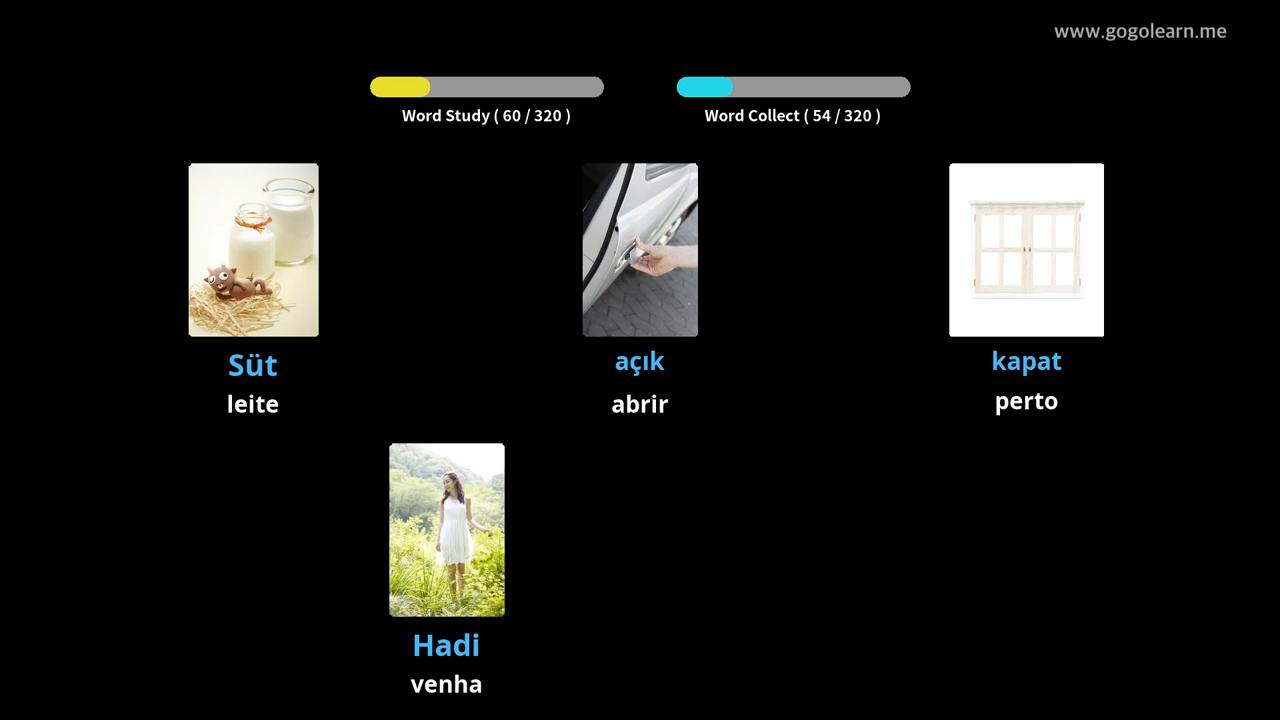 www.gogolearn.me
Word Study ( 60 / 320 )
Word Collect ( 54 / 320 )
Süt
leite
açık
abrir
kapat
perto
Hadi
venha